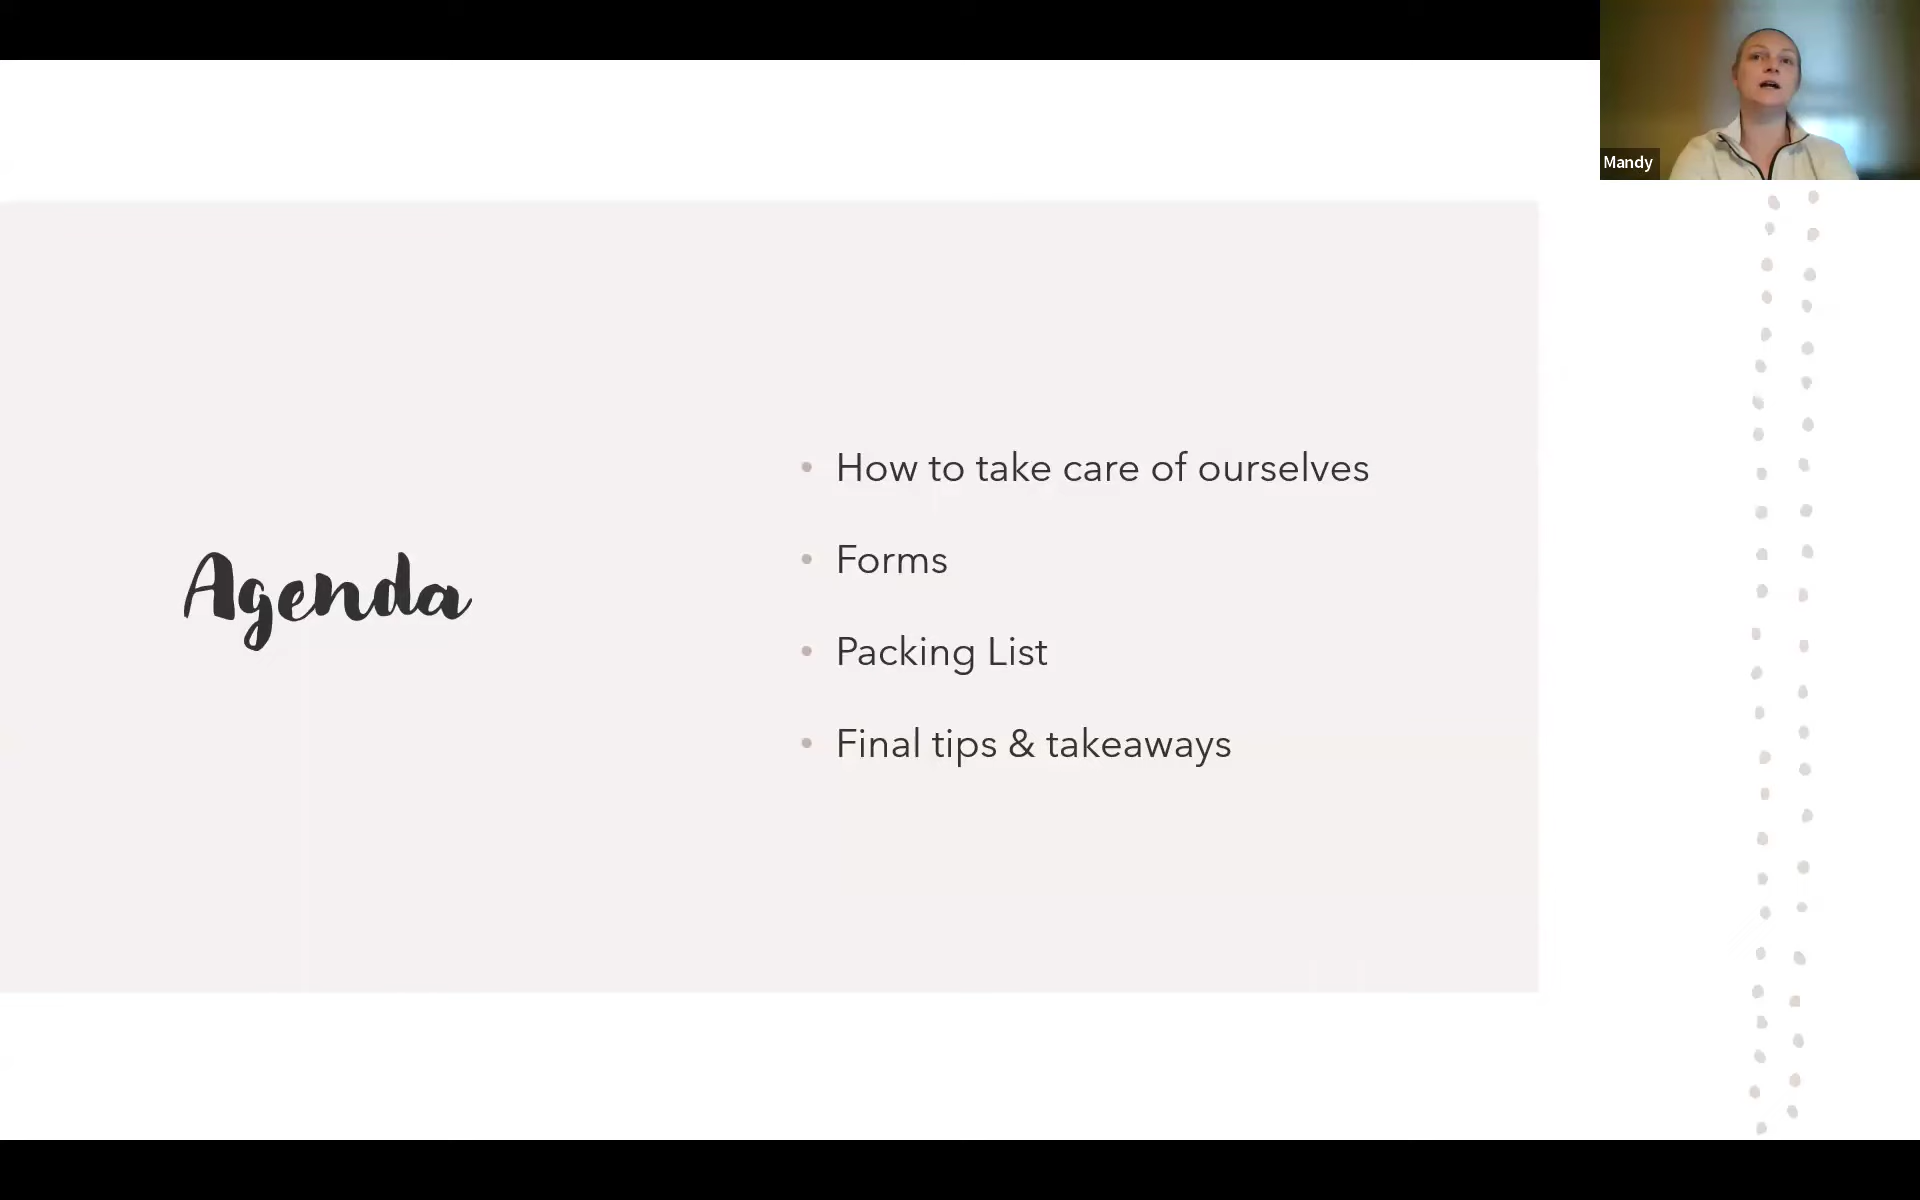 Mandy
Agenda
• How to take care of ourselves
• Forms
• Packing List
• Final tips & takeaways